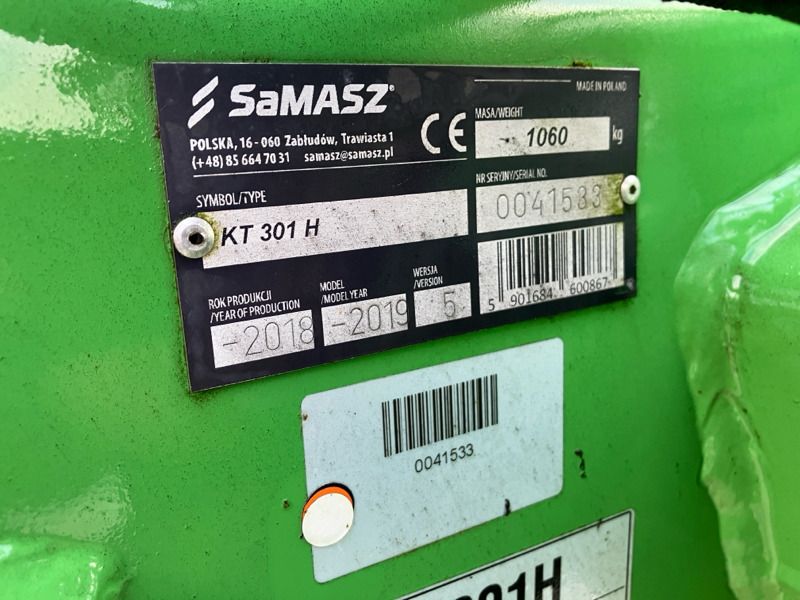 SaMASZ®
MADE IN POLAND
POLSKA, 16 - 060 Zabłudów, Trawiasta 1
(+48) 85 664 70 31 samasz@samasz.pl
CE
MASA/WEIGHT
1060 kg
SYMBOL/TYPE
KT 301 H
NR SERYJNY/SERIAL NO.
0041533
ROK PRODUKCJI
/YEAR OF PRODUCTION
-2018
MODEL
/MODEL YEAR
-2019
WERSJA
/VERSION
5
5 901684 600867
0041533
301H